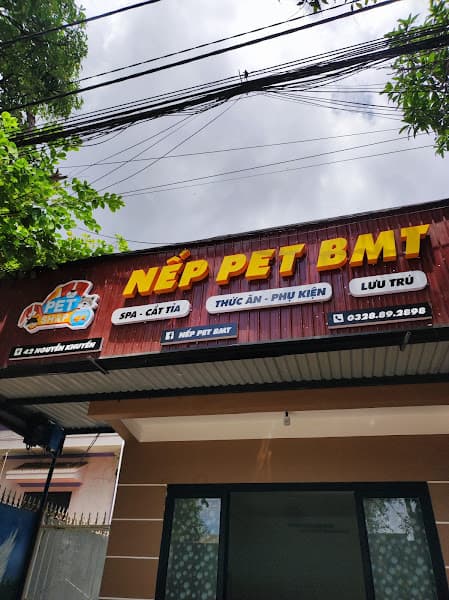 NẾP PET BMT
PET
SHOP
SPA - CẮT TỈA
THỨC ĂN - PHỤ KIỆN
LƯU TRÚ
42 NGUYỄN KHUYẾN
NẾP PET BMT
0328.89.2898